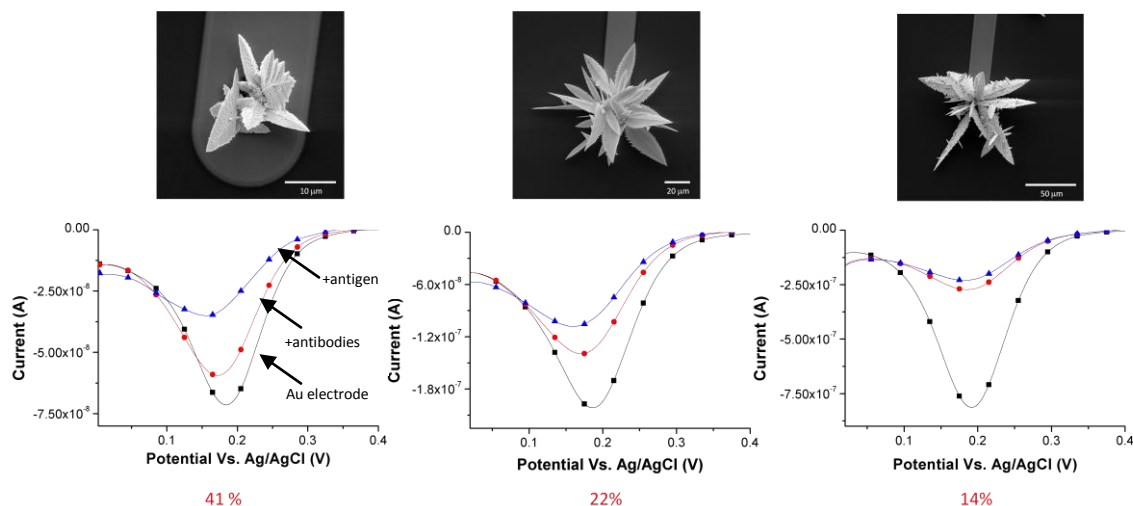 10 µm
20 µm
50 µm
0.00
-2.50x10⁻⁸
-5.00x10⁻⁸
-7.50x10⁻⁸
Current (A)
0.1 0.2 0.3 0.4
Potential Vs. Ag/AgCl (V)
+antigen
+antibodies
Au electrode
41 %
0.0
-6.0x10⁻⁸
-1.2x10⁻⁷
-1.8x10⁻⁷
Current (A)
0.1 0.2 0.3 0.4
Potential Vs. Ag/AgCl (V)
22%
0.00
-2.50x10⁻⁷
-5.00x10⁻⁷
-7.50x10⁻⁷
Current (A)
0.1 0.2 0.3 0.4
Potential Vs. Ag/AgCl (V)
14%